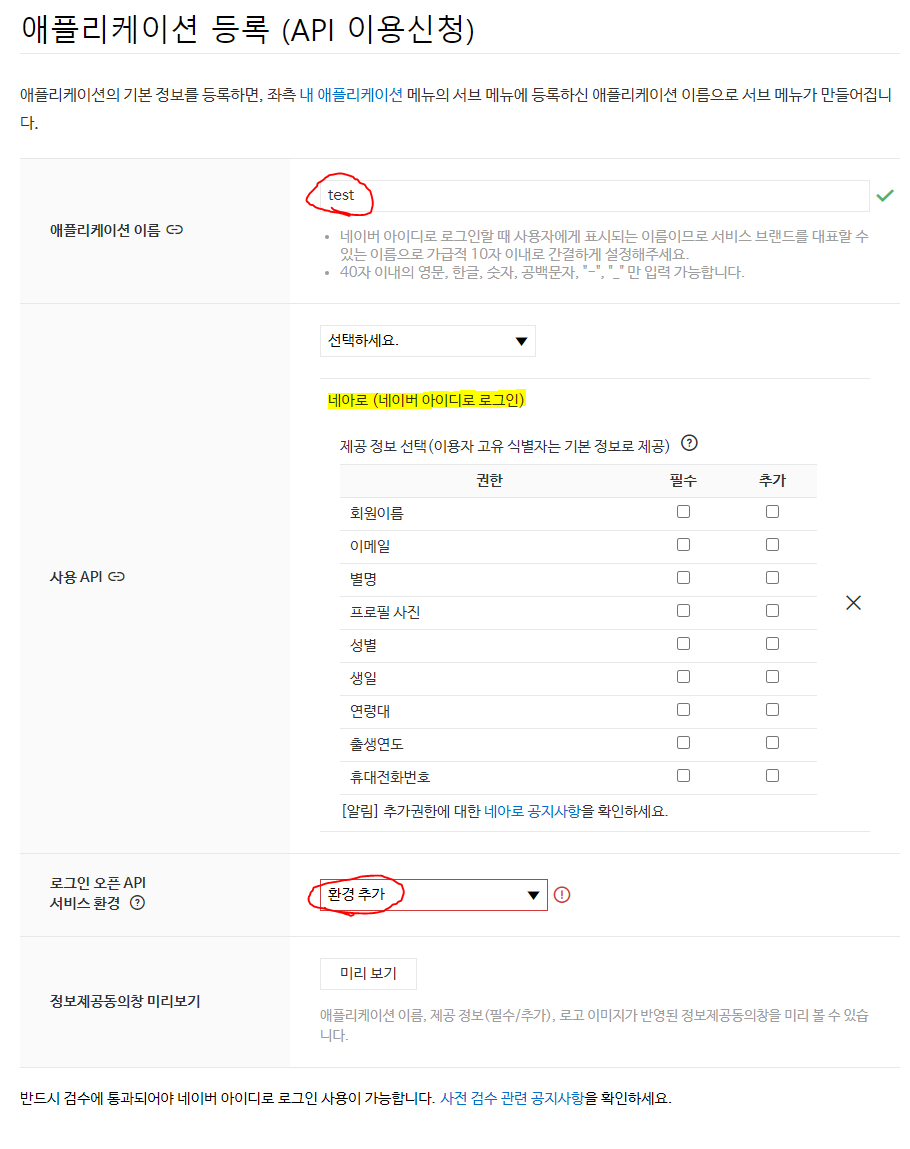 애플리케이션 등록 (API 이용신청)
애플리케이션의 기본 정보를 등록하면, 좌측 내 애플리케이션 메뉴의 서브 메뉴에 등록하신 애플리케이션 이름으로 서브 메뉴가 만들어집니
다.
애플리케이션 이름
test
• 네이버 아이디로 로그인할 때 사용자에게 표시되는 이름이므로 서비스 브랜드를 대표할 수
있는 이름으로 가급적 10자 이내로 간결하게 설정해주세요.
• 40자 이내의 영문, 한글, 숫자, 공백문자, "-", "_" 만 입력 가능합니다.
사용 API
선택하세요.
네아로 (네이버 아이디로 로그인)
제공 정보 선택(이용자 고유 식별자는 기본 정보로 제공) ?
권한 필수 추가
회원이름
이메일
별명
프로필 사진
성별
생일
연령대
출생연도
휴대전화번호
[알림] 추가권한에 대한 네아로 공지사항을 확인하세요.
로그인 오픈 API
서비스 환경 ?
환경 추가
정보제공동의창 미리보기
미리 보기
애플리케이션 이름, 제공 정보(필수/추가), 로고 이미지가 반영된 정보제공동의창을 미리 볼 수 있습
니다.
반드시 검수에 통과되어야 네이버 아이디로 로그인 사용이 가능합니다. 사전 검수 관련 공지사항을 확인하세요.